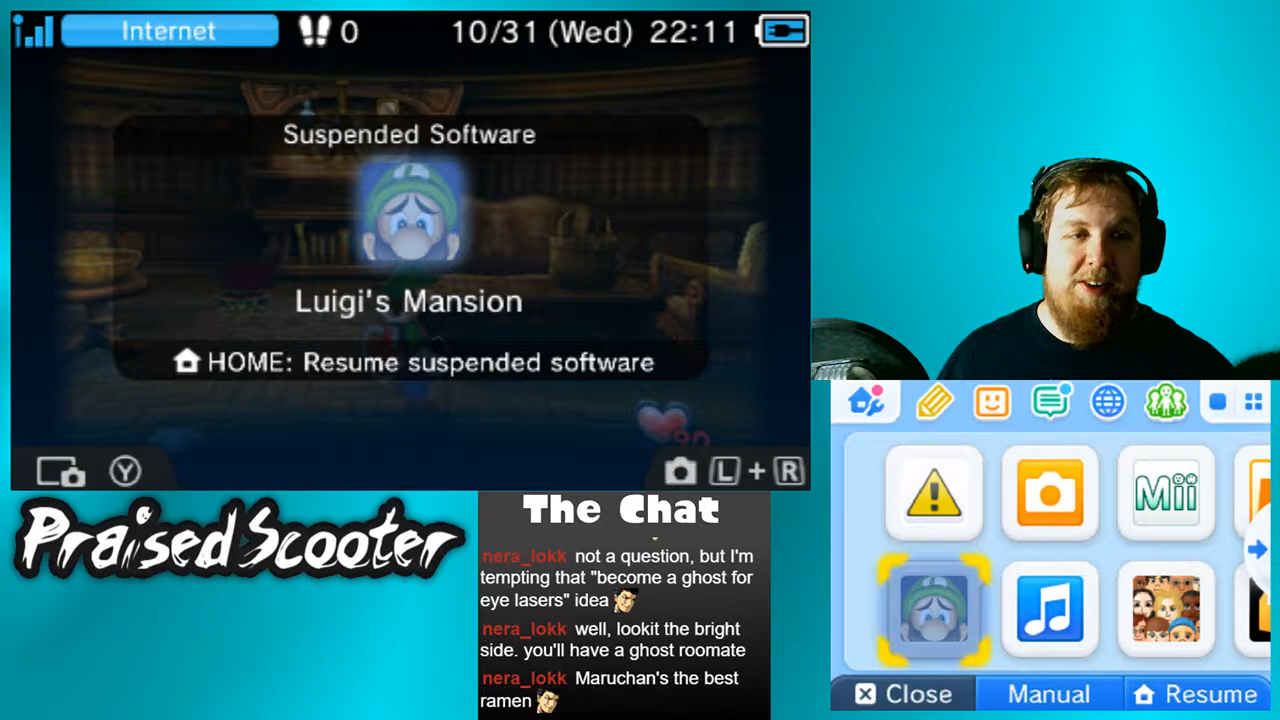 Internet 0 10/31 (Wed) 22:11
Suspended Software
Luigi's Mansion
HOME: Resume suspended software
Y L + R
PraisedScooter
The Chat
nera_lokk not a question, but I'm
tempting that "become a ghost for
eye lasers" idea
nera_lokk well, lookit the bright
side. you'll have a ghost roomate
nera_lokk Maruchan's the best
ramen
Mii
X Close Manual Resume